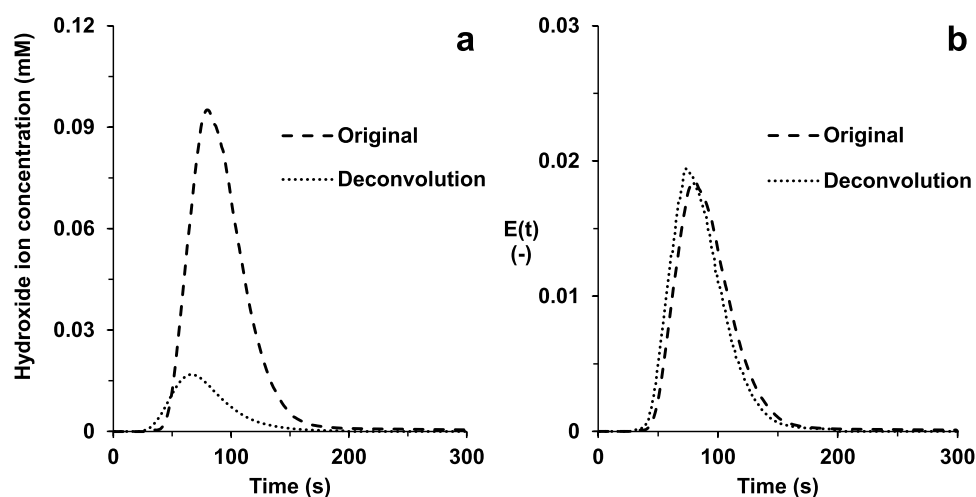 a
0.12
0.09
0.06
0.03
0
Hydroxide ion concentration (mM)
Original
Deconvolution
0 100 200 300
Time (s)
b
0.03
0.02
0.01
0
E(t)
(-)
Original
Deconvolution
0 100 200 300
Time (s)